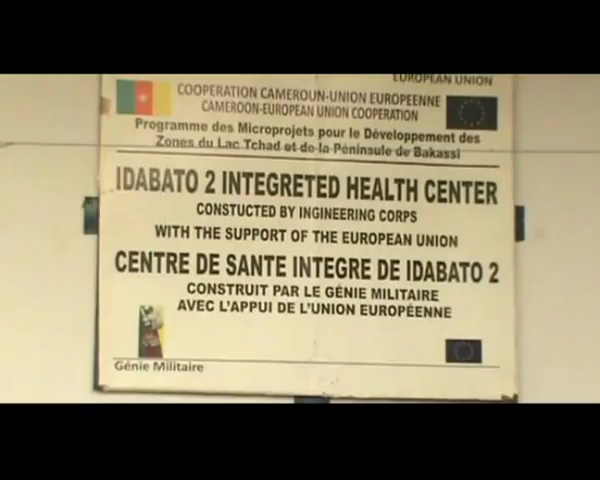 EUROPEAN UNION
COOPERATION CAMEROUN-UNION EUROPEENNE
CAMEROON-EUROPEAN UNION COOPERATION
Programme des Microprojets pour le Développement des
Zones du Lac Tchad et de la Péninsule de Bakassi
IDABATO 2 INTEGRETED HEALTH CENTER
CONSTUCTED BY INGINEERING CORPS
WITH THE SUPPORT OF THE EUROPEAN UNION
CENTRE DE SANTE INTEGRE DE IDABATO 2
CONSTRUIT PAR LE GÉNIE MILITAIRE
AVEC L'APPUI DE L'UNION EUROPÉENNE
Génie Militaire